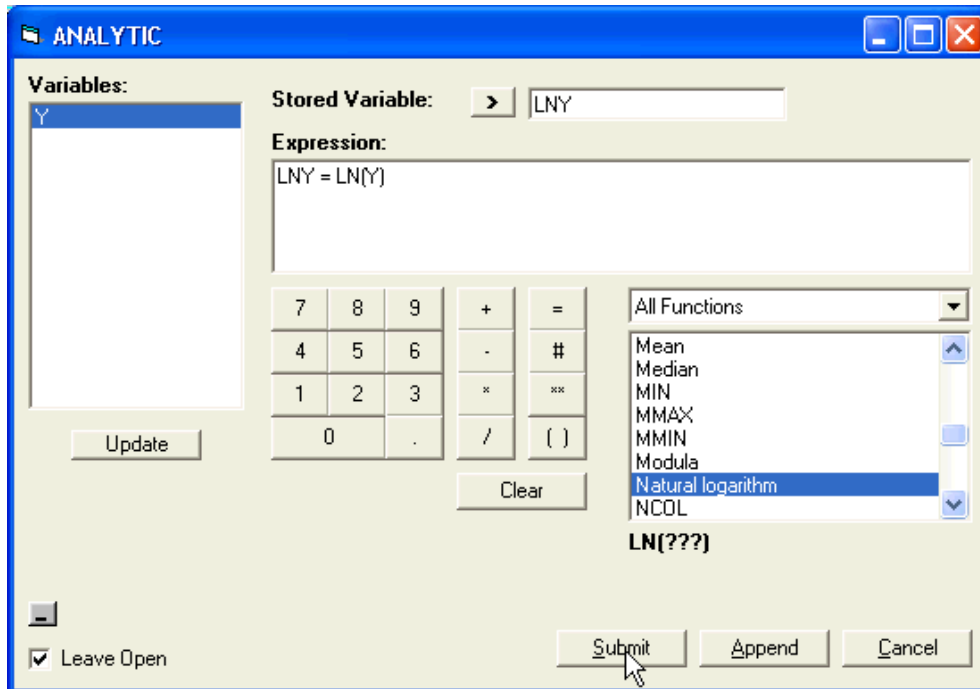 ANALYTIC
Variables:
Y
Stored Variable:
>
LNY
Expression:
LNY = LN(Y)
7 8 9 + =
4 5 6 - #
1 2 3 * **
0 . / ( )
Clear
Update
All Functions
Mean
Median
MIN
MMAX
MMIN
Modula
Natural logarithm
NCOL
LN(???)
Leave Open
Submit
Append
Cancel